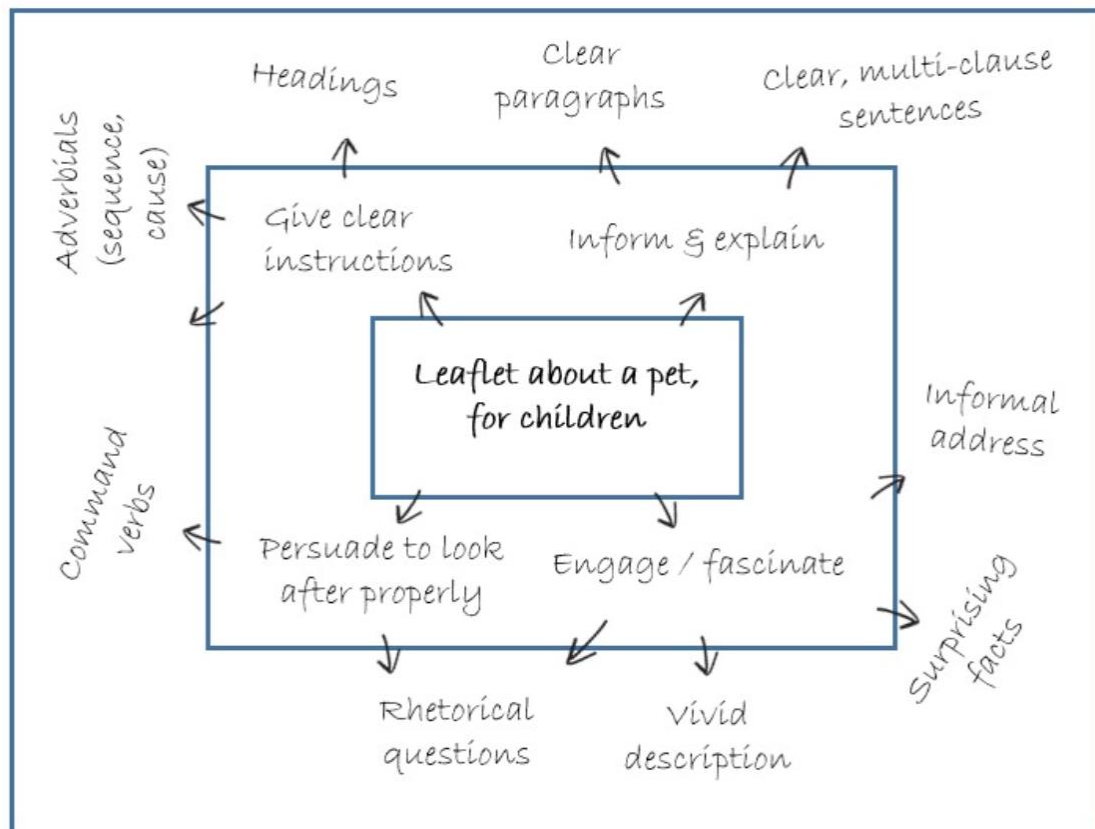 Headings
Clear
paragraphs
Clear, multi-clause
sentences
Adverbials
(sequence,
cause)
Give clear
instructions
Inform & explain
Leaflet about a pet,
for children
Informal
address
Command
verbs
Persuade to look
after properly
Engage / fascinate
Surprising
facts
Rhetorical
questions
Vivid
description